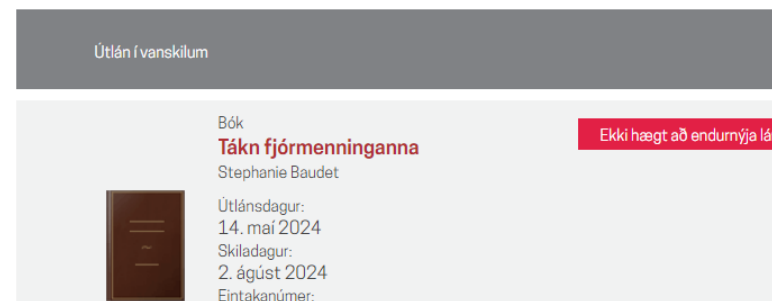 Útlán í vanskilum
Bók
Tákn fjórmenninganna
Stephanie Baudet
Ekki hægt að endurnýja
Útlánsdagur:
14. maí 2024
Skiladagur:
2. ágúst 2024
Eintakanúmer: